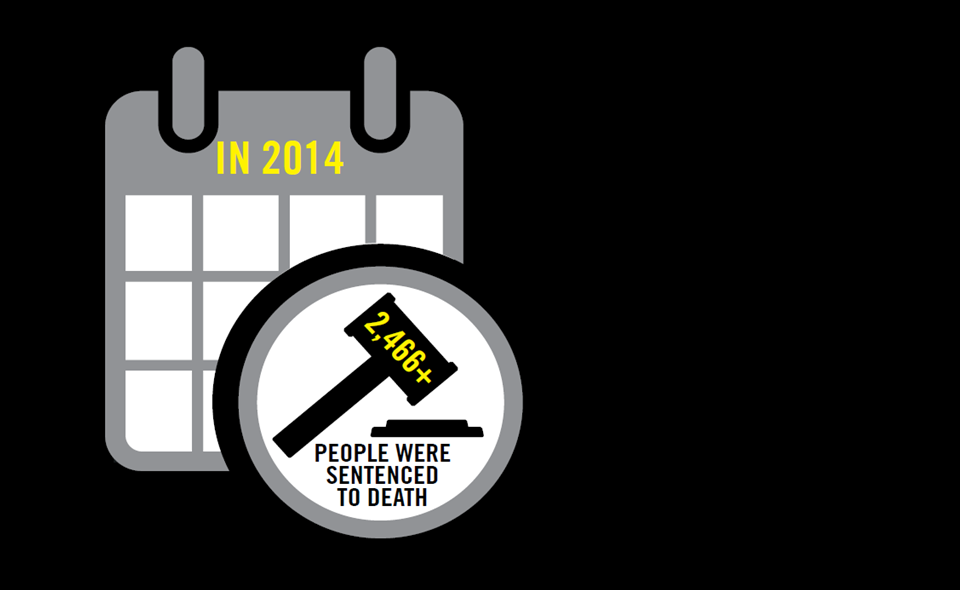 IN 2014
2,466+
PEOPLE WERE
SENTENCED
TO DEATH